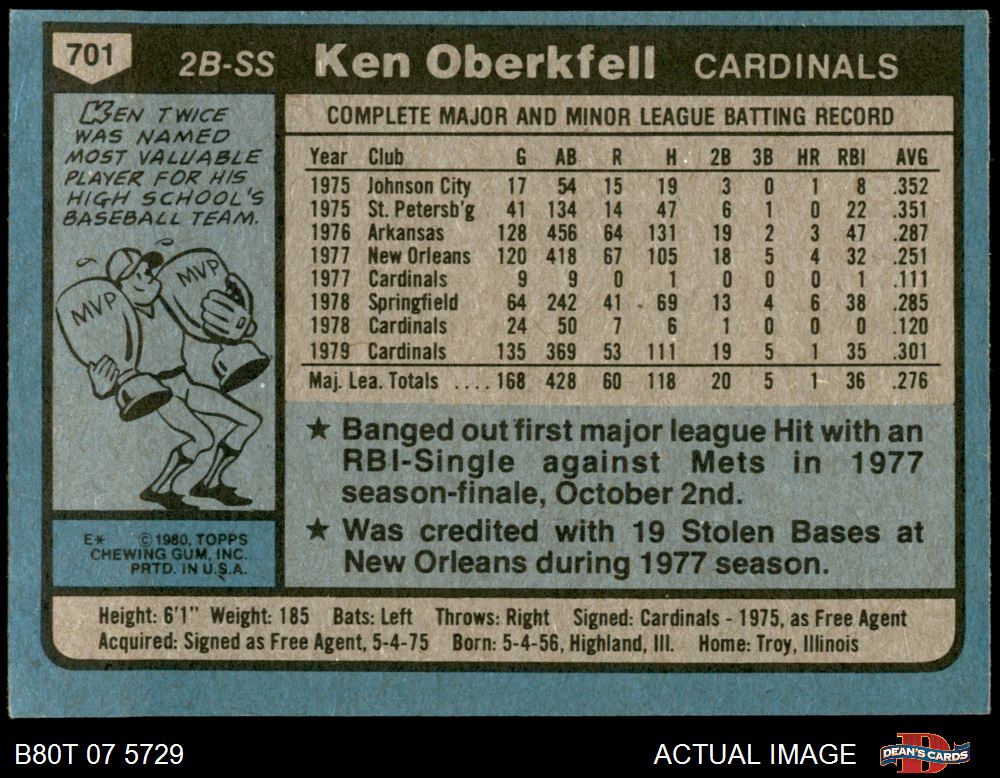 701 2B-SS Ken Oberkfell CARDINALS
KEN TWICE
WAS NAMED
MOST VALUABLE
PLAYER FOR HIS
HIGH SCHOOL'S
BASEBALL TEAM.
MVP MVP
E* © 1980, TOPPS
CHEWING GUM, INC.
PRTD. IN U.S.A.
COMPLETE MAJOR AND MINOR LEAGUE BATTING RECORD
Year Club G AB R H 2B 3B HR RBI AVG
1975 Johnson City 17 54 15 19 3 0 1 8 .352
1975 St. Petersb'g 41 134 14 47 6 1 0 22 .351
1976 Arkansas 128 456 64 131 19 2 3 47 .287
1977 New Orleans 120 418 67 105 18 5 4 32 .251
1977 Cardinals 9 9 0 1 0 0 0 1 .111
1978 Springfield 64 242 41 69 13 4 6 38 .285
1978 Cardinals 24 50 7 6 1 0 0 0 .120
1979 Cardinals 135 369 53 111 19 5 1 35 .301
Maj. Lea. Totals .... 168 428 60 118 20 5 1 36 .276
★ Banged out first major league Hit with an
RBI-Single against Mets in 1977
season-finale, October 2nd.
★ Was credited with 19 Stolen Bases at
New Orleans during 1977 season.
Height: 6'1" Weight: 185 Bats: Left Throws: Right Signed: Cardinals - 1975, as Free Agent
Acquired: Signed as Free Agent, 5-4-75 Born: 5-4-56, Highland, Ill. Home: Troy, Illinois
B80T 07 5729 ACTUAL IMAGE DEAN'S CARDS